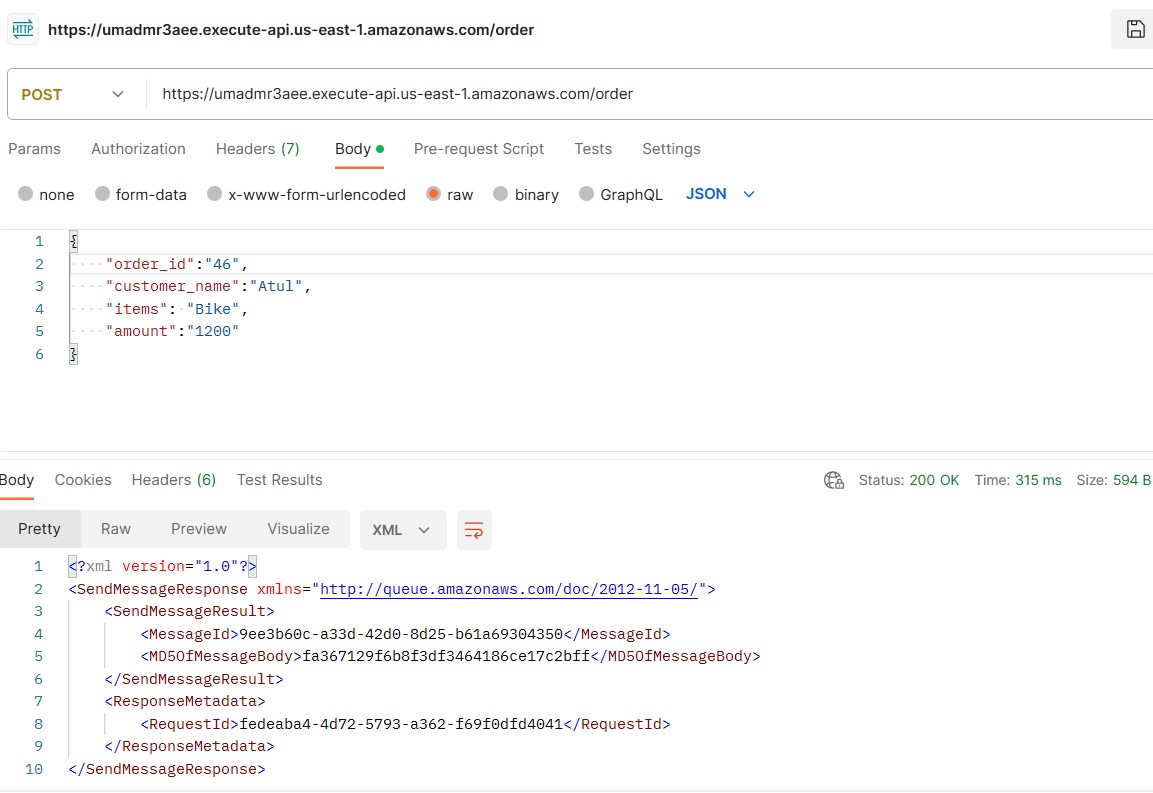 HTTP https://umadmr3aee.execute-api.us-east-1.amazonaws.com/order
POST https://umadmr3aee.execute-api.us-east-1.amazonaws.com/order
Params Authorization Headers (7) Body Pre-request Script Tests Settings
none form-data x-www-form-urlencoded raw binary GraphQL JSON
1 {
2 "order_id":"46",
3 "customer_name":"Atul",
4 "items": "Bike",
5 "amount":"1200"
6 }
Body Cookies Headers (6) Test Results Status: 200 OK Time: 315 ms Size: 594 B
Pretty Raw Preview Visualize XML
1 <?xml version="1.0"?>
2 <SendMessageResponse xmlns="http://queue.amazonaws.com/doc/2012-11-05/">
3 <SendMessageResult>
4 <MessageId>9ee3b60c-a33d-42d0-8d25-b61a69304350</MessageId>
5 <MD5OfMessageBody>fa367129f6b8f3df3464186ce17c2bff</MD5OfMessageBody>
6 </SendMessageResult>
7 <ResponseMetadata>
8 <RequestId>fedeaba4-4d72-5793-a362-f69f0dfd4041</RequestId>
9 </ResponseMetadata>
10 </SendMessageResponse>